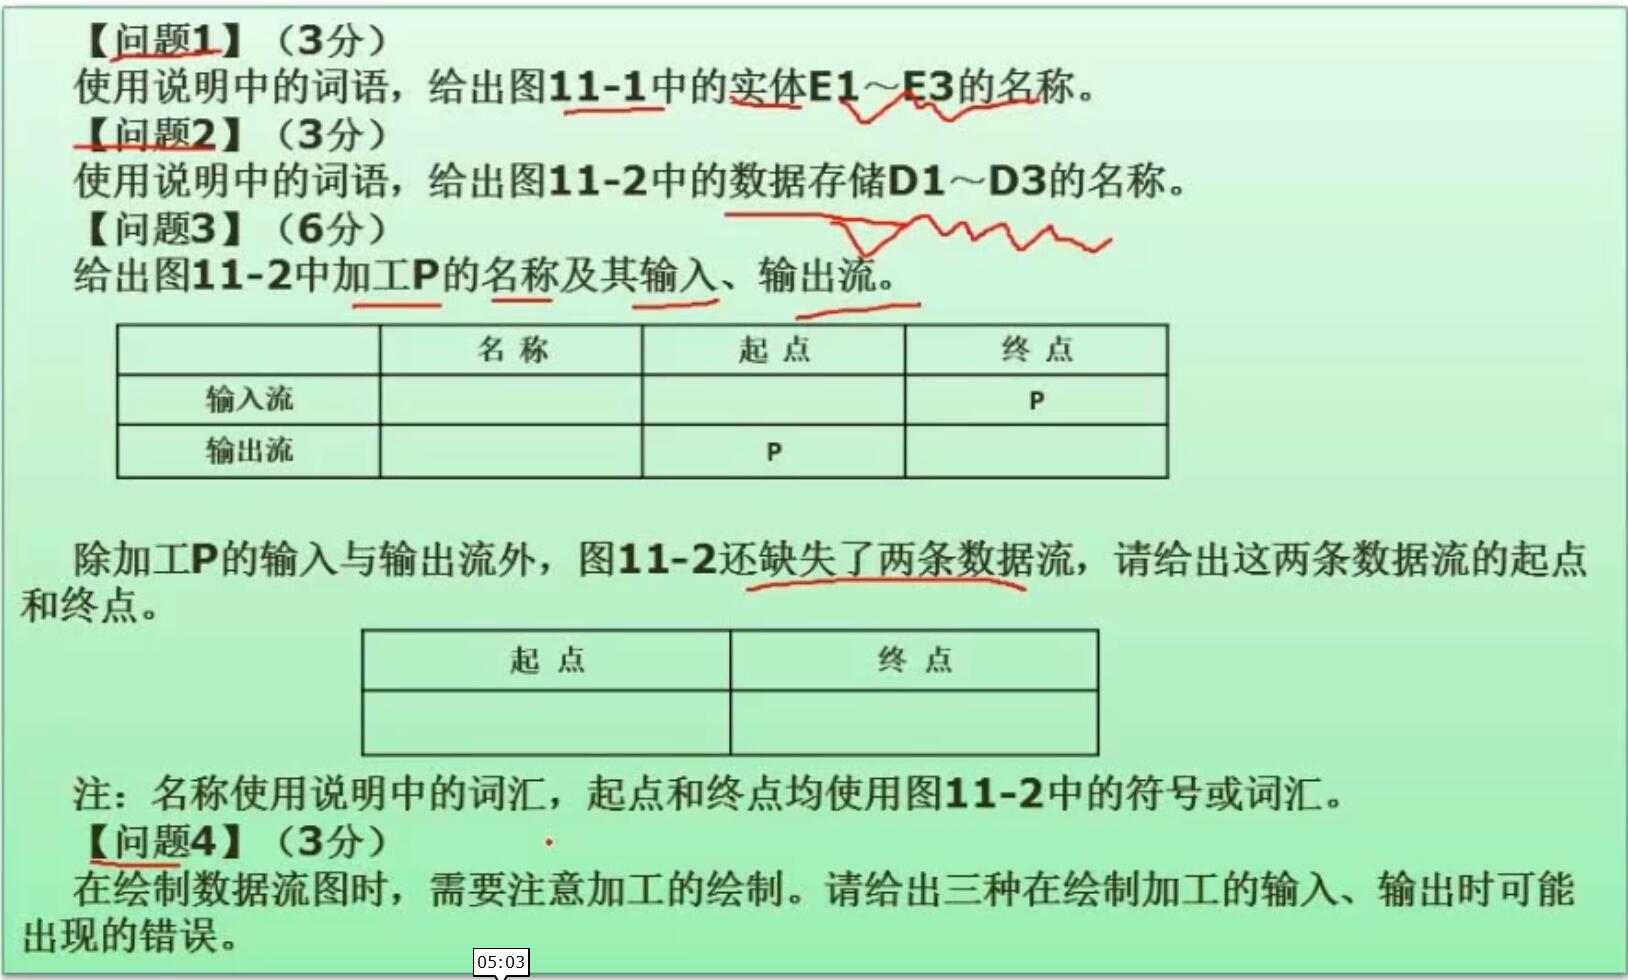 【问题1】（3分）
使用说明中的词语，给出图11-1中的实体E1～E3的名称。
【问题2】（3分）
使用说明中的词语，给出图11-2中的数据存储D1～D3的名称。
【问题3】（6分）
给出图11-2中加工P的名称及其输入、输出流。
名 称 起 点 终 点
输入流 P
输出流 P
除加工P的输入与输出流外，图11-2还缺失了两条数据流，请给出这两条数据流的起点
和终点。
起 点 终 点
注：名称使用说明中的词汇，起点和终点均使用图11-2中的符号或词汇。
【问题4】（3分）
在绘制数据流图时，需要注意加工的绘制。请给出三种在绘制加工的输入、输出时可能
出现的错误。
05:03